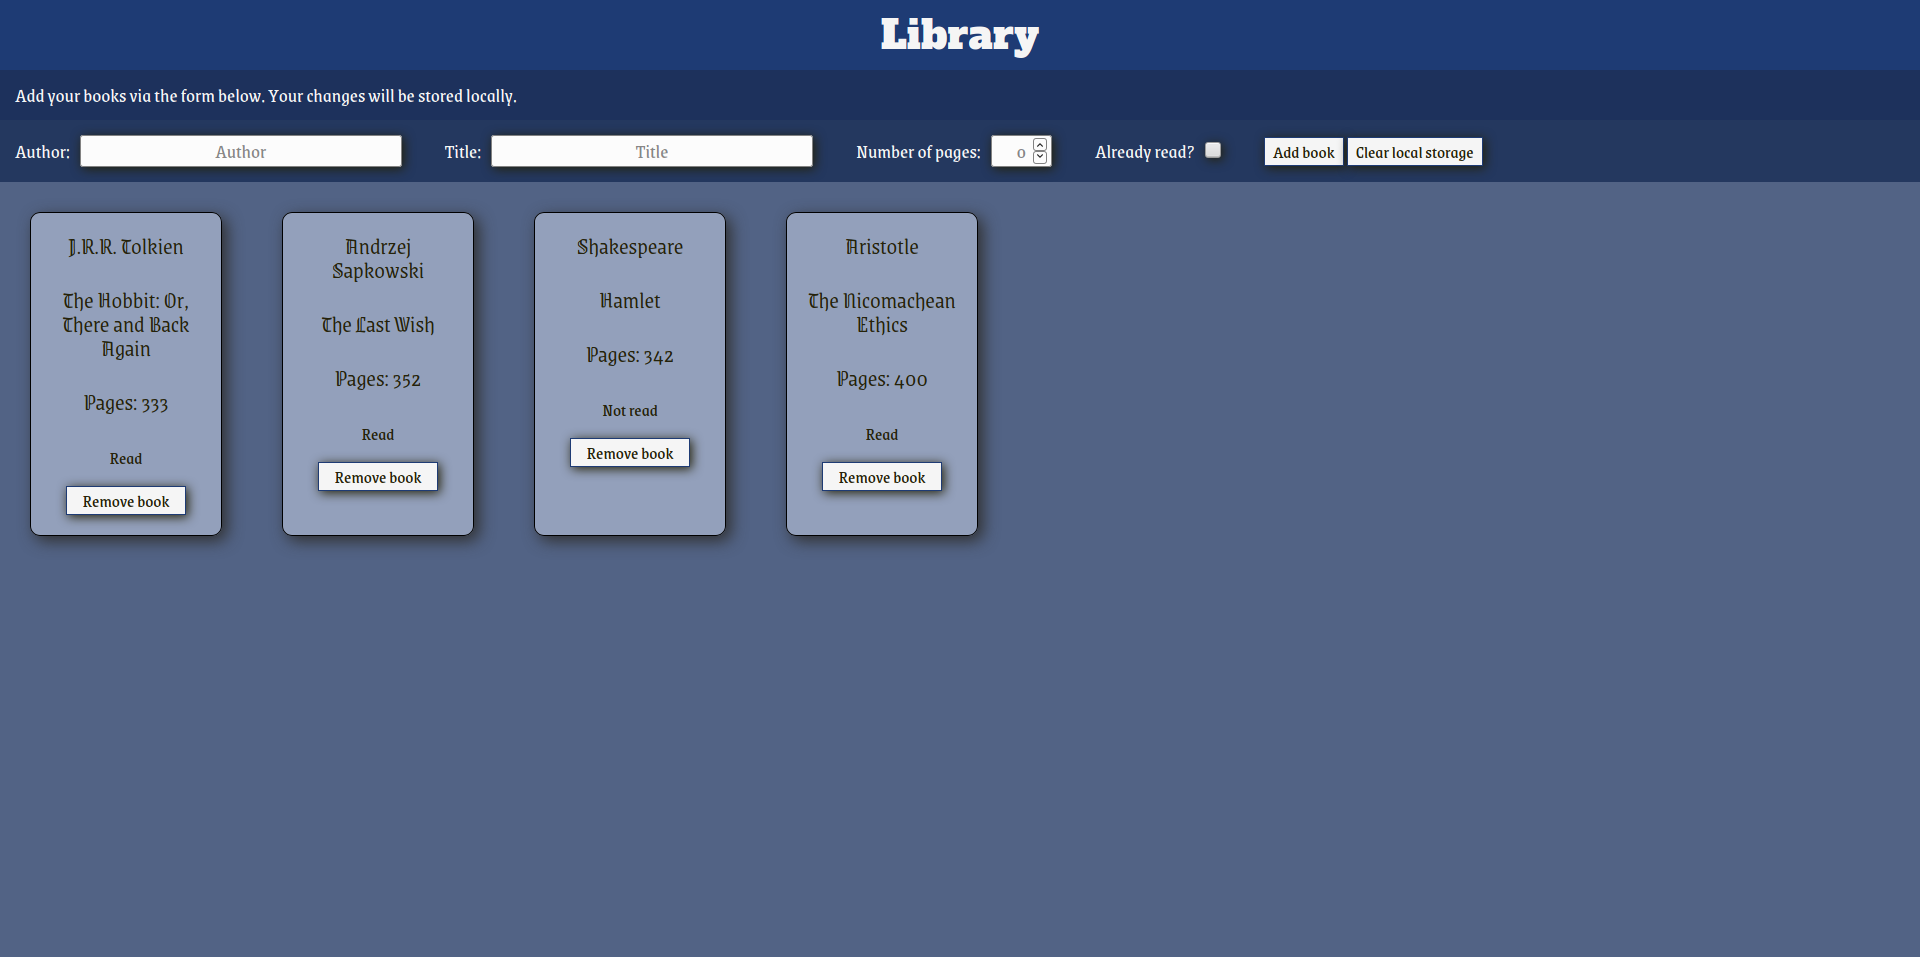 Library
Add your books via the form below. Your changes will be stored locally.
Author: Author Title: Title Number of pages: 0 Already read? Add book Clear local storage
J.R.R. Tolkien
The Hobbit: Or,
There and Back
Again
Pages: 333
Read
Remove book
Andrzej
Sapkowski
The Last Wish
Pages: 352
Read
Remove book
Shakespeare
Hamlet
Pages: 342
Not read
Remove book
Aristotle
The Nicomachean
Ethics
Pages: 400
Read
Remove book